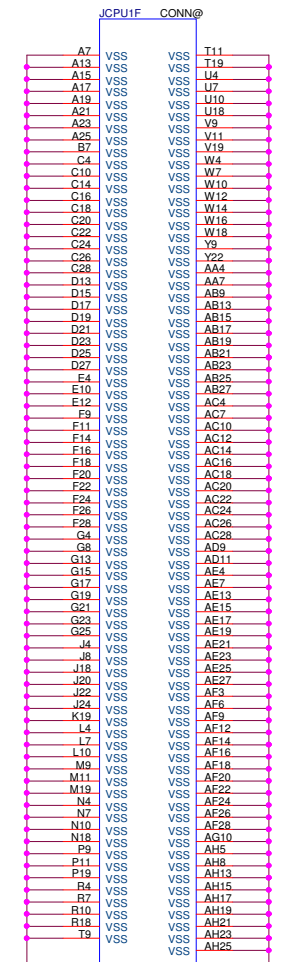 JCPU1F CONN@
A7 VSS VSS T11
A13 VSS VSS T19
A15 VSS VSS U4
A17 VSS VSS U7
A19 VSS VSS U10
A21 VSS VSS U18
A23 VSS VSS V9
A25 VSS VSS V11
B7 VSS VSS V19
C4 VSS VSS W4
C10 VSS VSS W7
C14 VSS VSS W10
C16 VSS VSS W12
C18 VSS VSS W14
C20 VSS VSS W16
C22 VSS VSS W18
C24 VSS VSS Y9
C26 VSS VSS Y22
C28 VSS VSS AA4
D13 VSS VSS AA7
D15 VSS VSS AB9
D17 VSS VSS AB13
D19 VSS VSS AB15
D21 VSS VSS AB17
D23 VSS VSS AB19
D25 VSS VSS AB21
D27 VSS VSS AB23
E4 VSS VSS AB25
E10 VSS VSS AB27
E12 VSS VSS AC4
F9 VSS VSS AC7
F11 VSS VSS AC10
F14 VSS VSS AC12
F16 VSS VSS AC14
F18 VSS VSS AC16
F20 VSS VSS AC18
F22 VSS VSS AC20
F24 VSS VSS AC22
F26 VSS VSS AC24
F28 VSS VSS AC26
G4 VSS VSS AC28
G8 VSS VSS AD9
G13 VSS VSS AD11
G15 VSS VSS AE4
G17 VSS VSS AE7
G19 VSS VSS AE13
G21 VSS VSS AE15
G23 VSS VSS AE17
G25 VSS VSS AE19
J4 VSS VSS AE21
J8 VSS VSS AE23
J18 VSS VSS AE25
J20 VSS VSS AE27
J22 VSS VSS AF3
J24 VSS VSS AF6
K19 VSS VSS AF9
L4 VSS VSS AF12
L7 VSS VSS AF14
L10 VSS VSS AF16
M9 VSS VSS AF18
M11 VSS VSS AF20
M19 VSS VSS AF22
N4 VSS VSS AF24
N7 VSS VSS AF26
N10 VSS VSS AF28
N18 VSS VSS AG10
P9 VSS VSS AH5
P11 VSS VSS AH8
P19 VSS VSS AH13
R4 VSS VSS AH15
R7 VSS VSS AH17
R10 VSS VSS AH19
R18 VSS VSS AH21
T9 VSS VSS AH23
VSS AH25